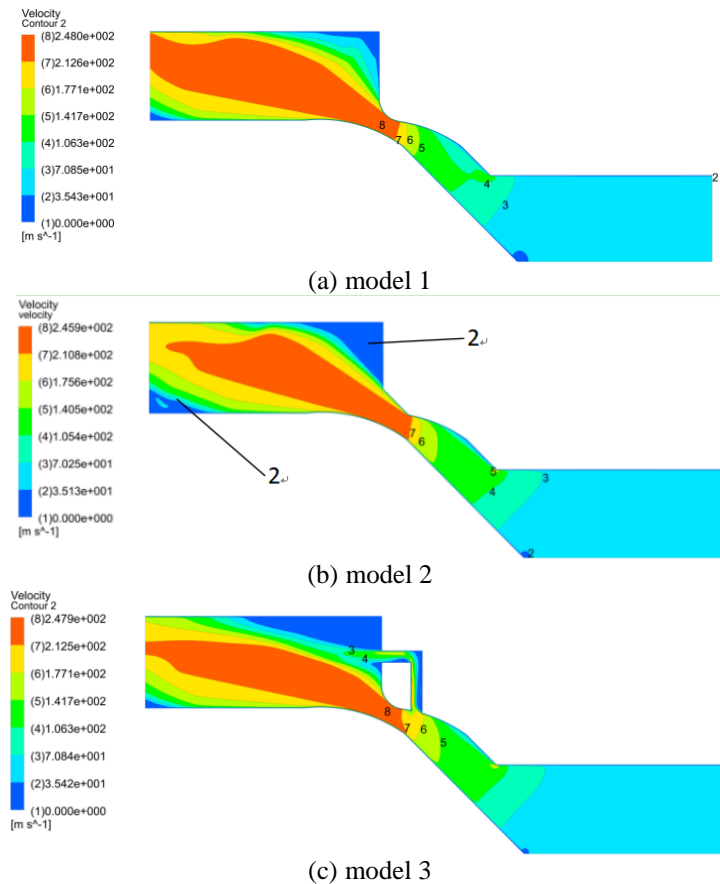 Velocity
Contour 2
(8)2.480e+002
(7)2.126e+002
(6)1.771e+002
(5)1.417e+002
(4)1.063e+002
(3)7.085e+001
(2)3.543e+001
(1)0.000e+000
[m s^-1]
8
7
6
5
4
3
2
(a) model 1
Velocity
velocity
(8)2.459e+002
(7)2.108e+002
(6)1.756e+002
(5)1.405e+002
(4)1.054e+002
(3)7.025e+001
(2)3.513e+001
(1)0.000e+000
[m s^-1]
2
7
6
5
4
3
2
2
(b) model 2
Velocity
Contour 2
(8)2.479e+002
(7)2.125e+002
(6)1.771e+002
(5)1.417e+002
(4)1.063e+002
(3)7.084e+001
(2)3.542e+001
(1)0.000e+000
[m s^-1]
3
4
8
7
6
5
(c) model 3